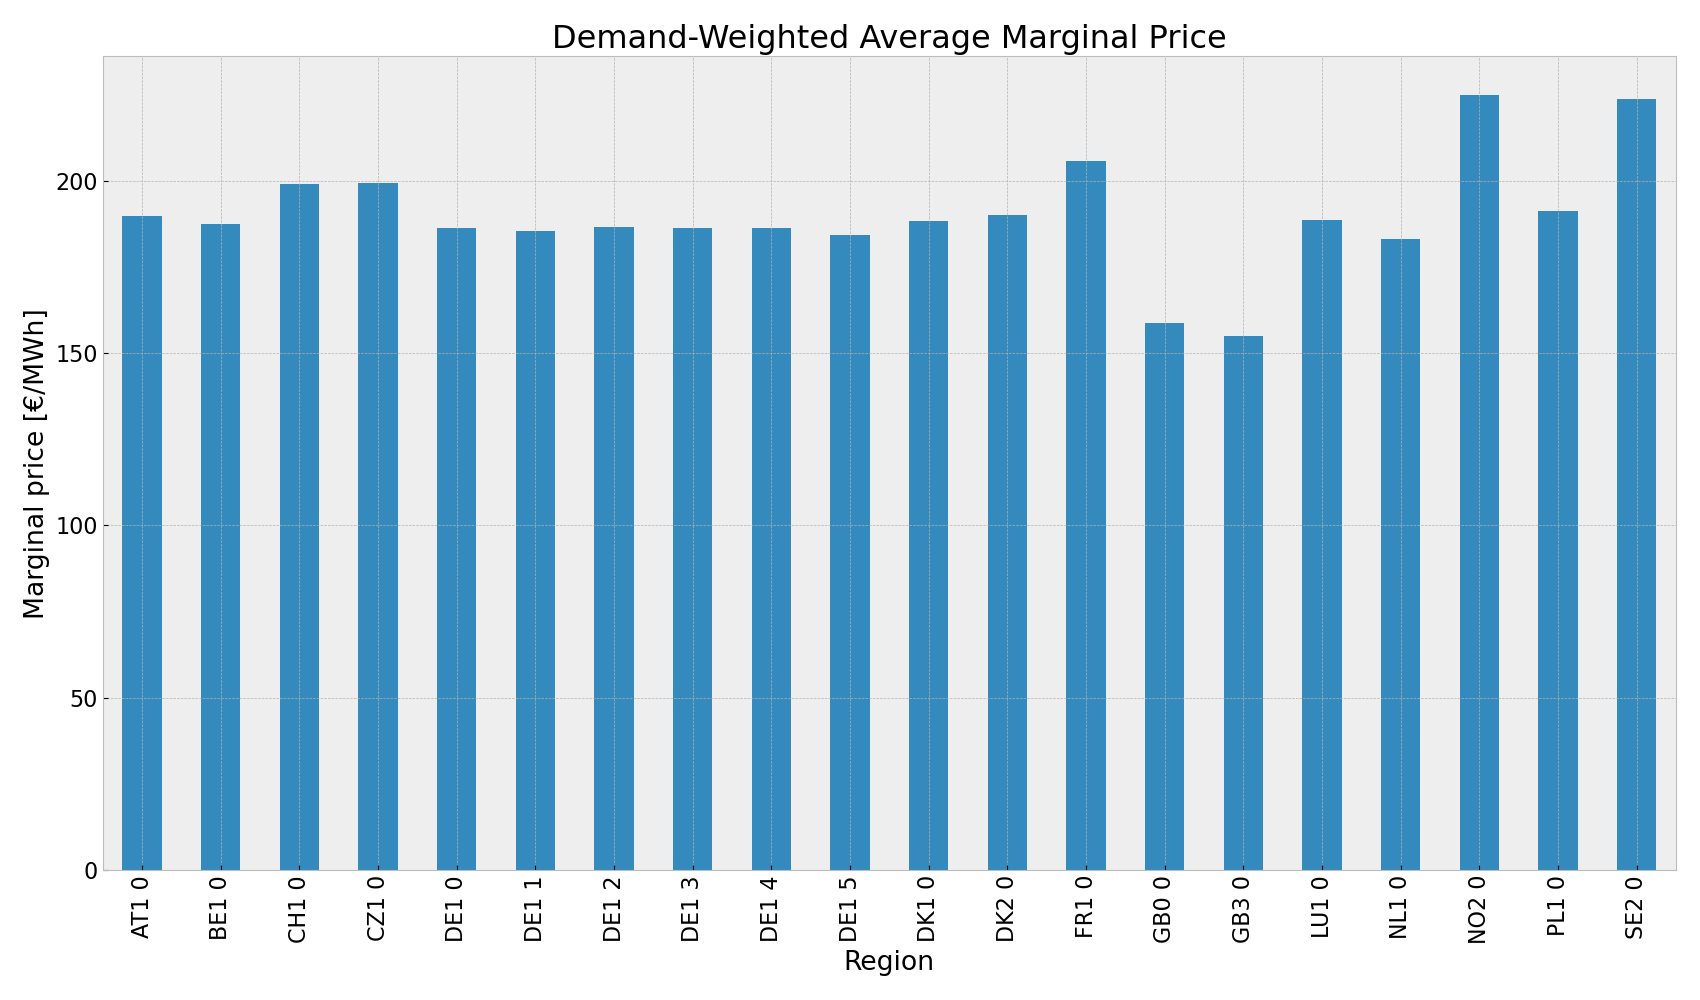 Demand-Weighted Average Marginal Price
Marginal price [€/MWh]
200
150
100
50
0
AT1 0
BE1 0
CH1 0
CZ1 0
DE1 0
DE1 1
DE1 2
DE1 3
DE1 4
DE1 5
DK1 0
DK2 0
FR1 0
GB0 0
GB3 0
LU1 0
NL1 0
NO2 0
PL1 0
SE2 0
Region